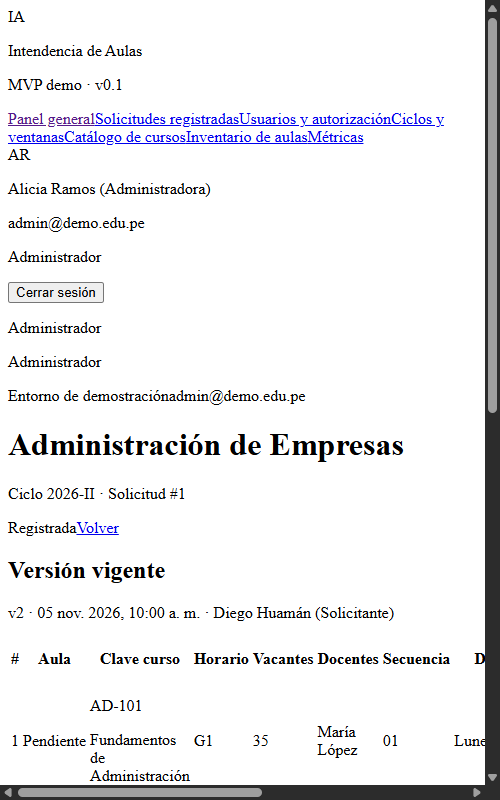 IA
Intendencia de Aulas
MVP demo · v0.1
Panel generalSolicitudes registradasUsuarios y autorizaciónCiclos y
ventanasCatálogo de cursosInventario de aulasMétricas
AR
Alicia Ramos (Administradora)
admin@demo.edu.pe
Administrador
Cerrar sesión
Administrador
Administrador
Entorno de demostraciónadmin@demo.edu.pe
Administración de Empresas
Ciclo 2026-II · Solicitud #1
RegistradaVolver
Versión vigente
v2 · 05 nov. 2026, 10:00 a. m. · Diego Huamán (Solicitante)
# Aula Clave curso Horario Vacantes Docentes Secuencia D
AD-101
1 Pendiente Fundamentos de Administración G1 35 María López 01 Lune